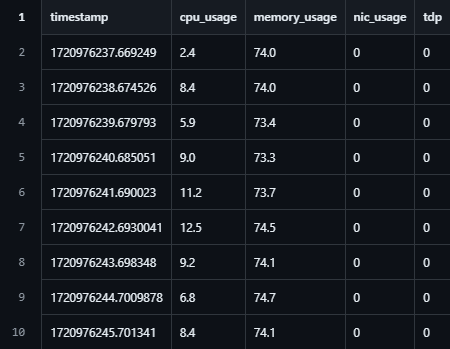 1 timestamp cpu_usage memory_usage nic_usage tdp
2 1720976237.669249 2.4 74.0 0 0
3 1720976238.674526 8.4 74.0 0 0
4 1720976239.679793 5.9 73.4 0 0
5 1720976240.685051 9.0 73.3 0 0
6 1720976241.690023 11.2 73.7 0 0
7 1720976242.6930041 12.5 74.5 0 0
8 1720976243.698348 9.2 74.1 0 0
9 1720976244.7009878 6.8 74.7 0 0
10 1720976245.701341 8.4 74.1 0 0